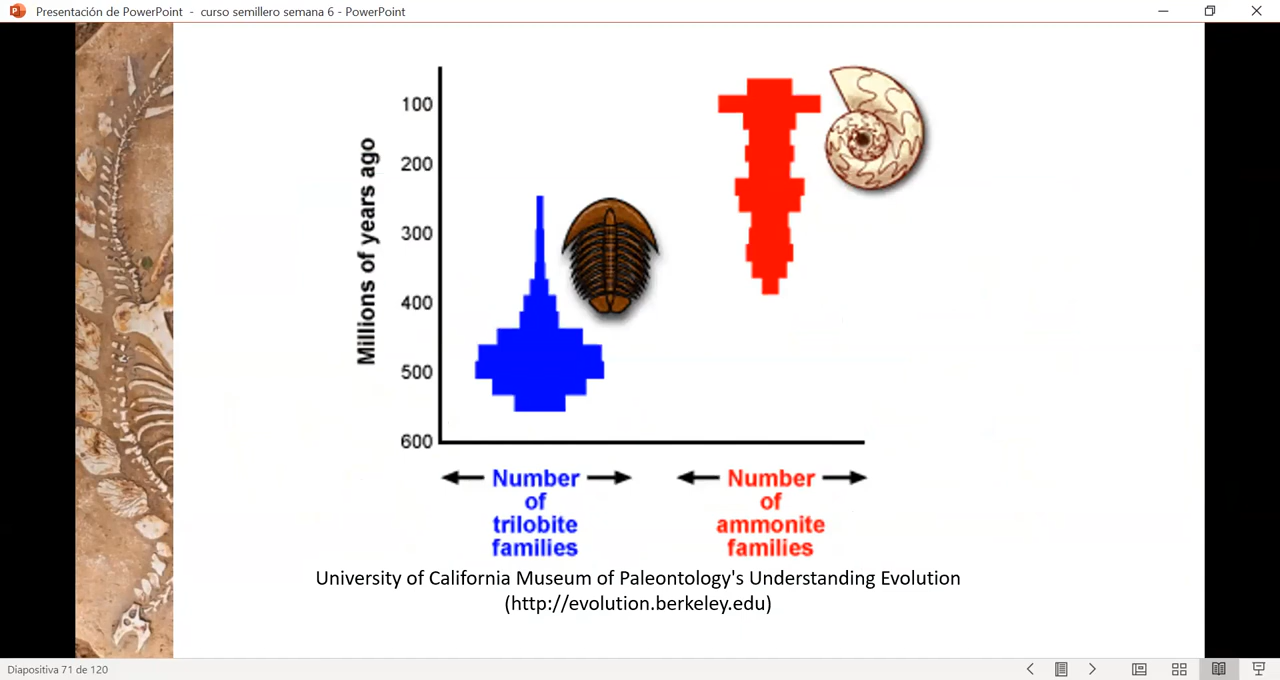 Presentación de PowerPoint - curso semillero semana 6 - PowerPoint
Millions of years ago
100
200
300
400
500
600
Number
of
trilobite
families
Number
of
ammonite
families
University of California Museum of Paleontology's Understanding Evolution
(http://evolution.berkeley.edu)
Diapositiva 71 de 120